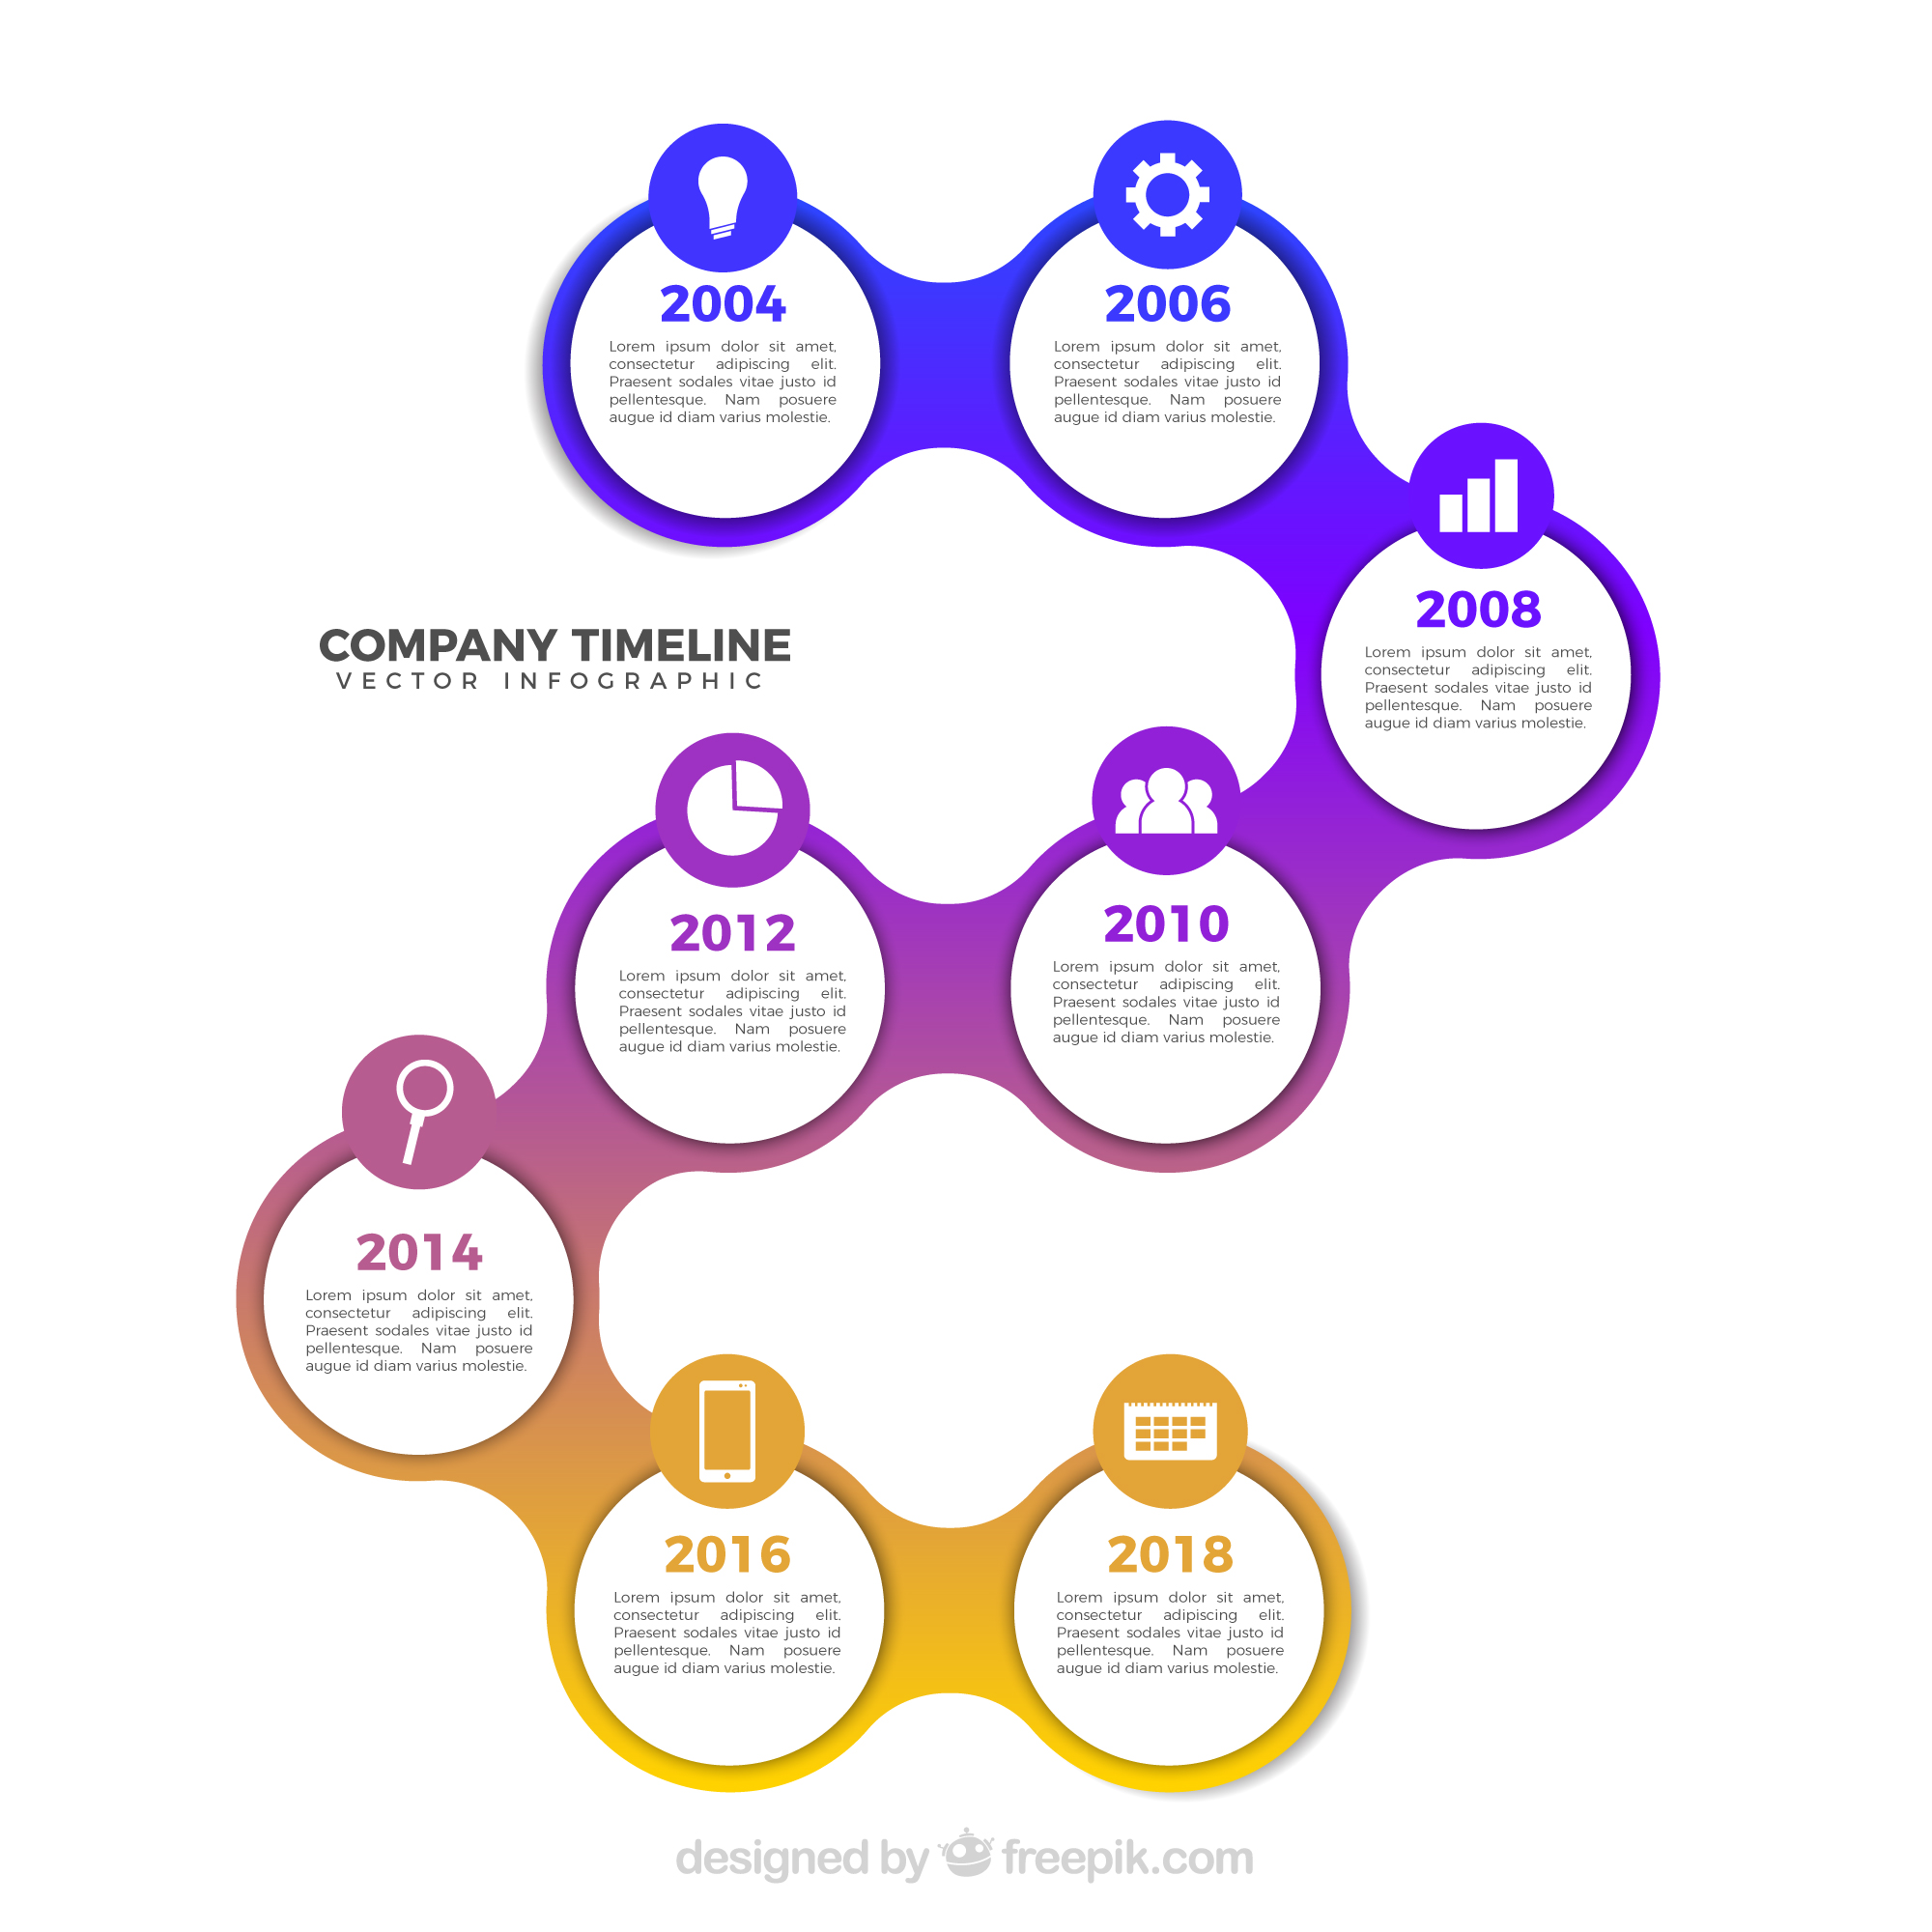 2004
Lorem ipsum dolor sit amet,
consectetur adipiscing elit.
Praesent sodales vitae justo id
pellentesque. Nam posuere
augue id diam varius molestie.
2006
Lorem ipsum dolor sit amet,
consectetur adipiscing elit.
Praesent sodales vitae justo id
pellentesque. Nam posuere
augue id diam varius molestie.
2008
Lorem ipsum dolor sit amet,
consectetur adipiscing elit.
Praesent sodales vitae justo id
pellentesque. Nam posuere
augue id diam varius molestie.
COMPANY TIMELINE
VECTOR INFOGRAPHIC
2010
Lorem ipsum dolor sit amet,
consectetur adipiscing elit.
Praesent sodales vitae justo id
pellentesque. Nam posuere
augue id diam varius molestie.
2012
Lorem ipsum dolor sit amet,
consectetur adipiscing elit.
Praesent sodales vitae justo id
pellentesque. Nam posuere
augue id diam varius molestie.
2014
Lorem ipsum dolor sit amet,
consectetur adipiscing elit.
Praesent sodales vitae justo id
pellentesque. Nam posuere
augue id diam varius molestie.
2016
Lorem ipsum dolor sit amet,
consectetur adipiscing elit.
Praesent sodales vitae justo id
pellentesque. Nam posuere
augue id diam varius molestie.
2018
Lorem ipsum dolor sit amet,
consectetur adipiscing elit.
Praesent sodales vitae justo id
pellentesque. Nam posuere
augue id diam varius molestie.
designed by freepik.com